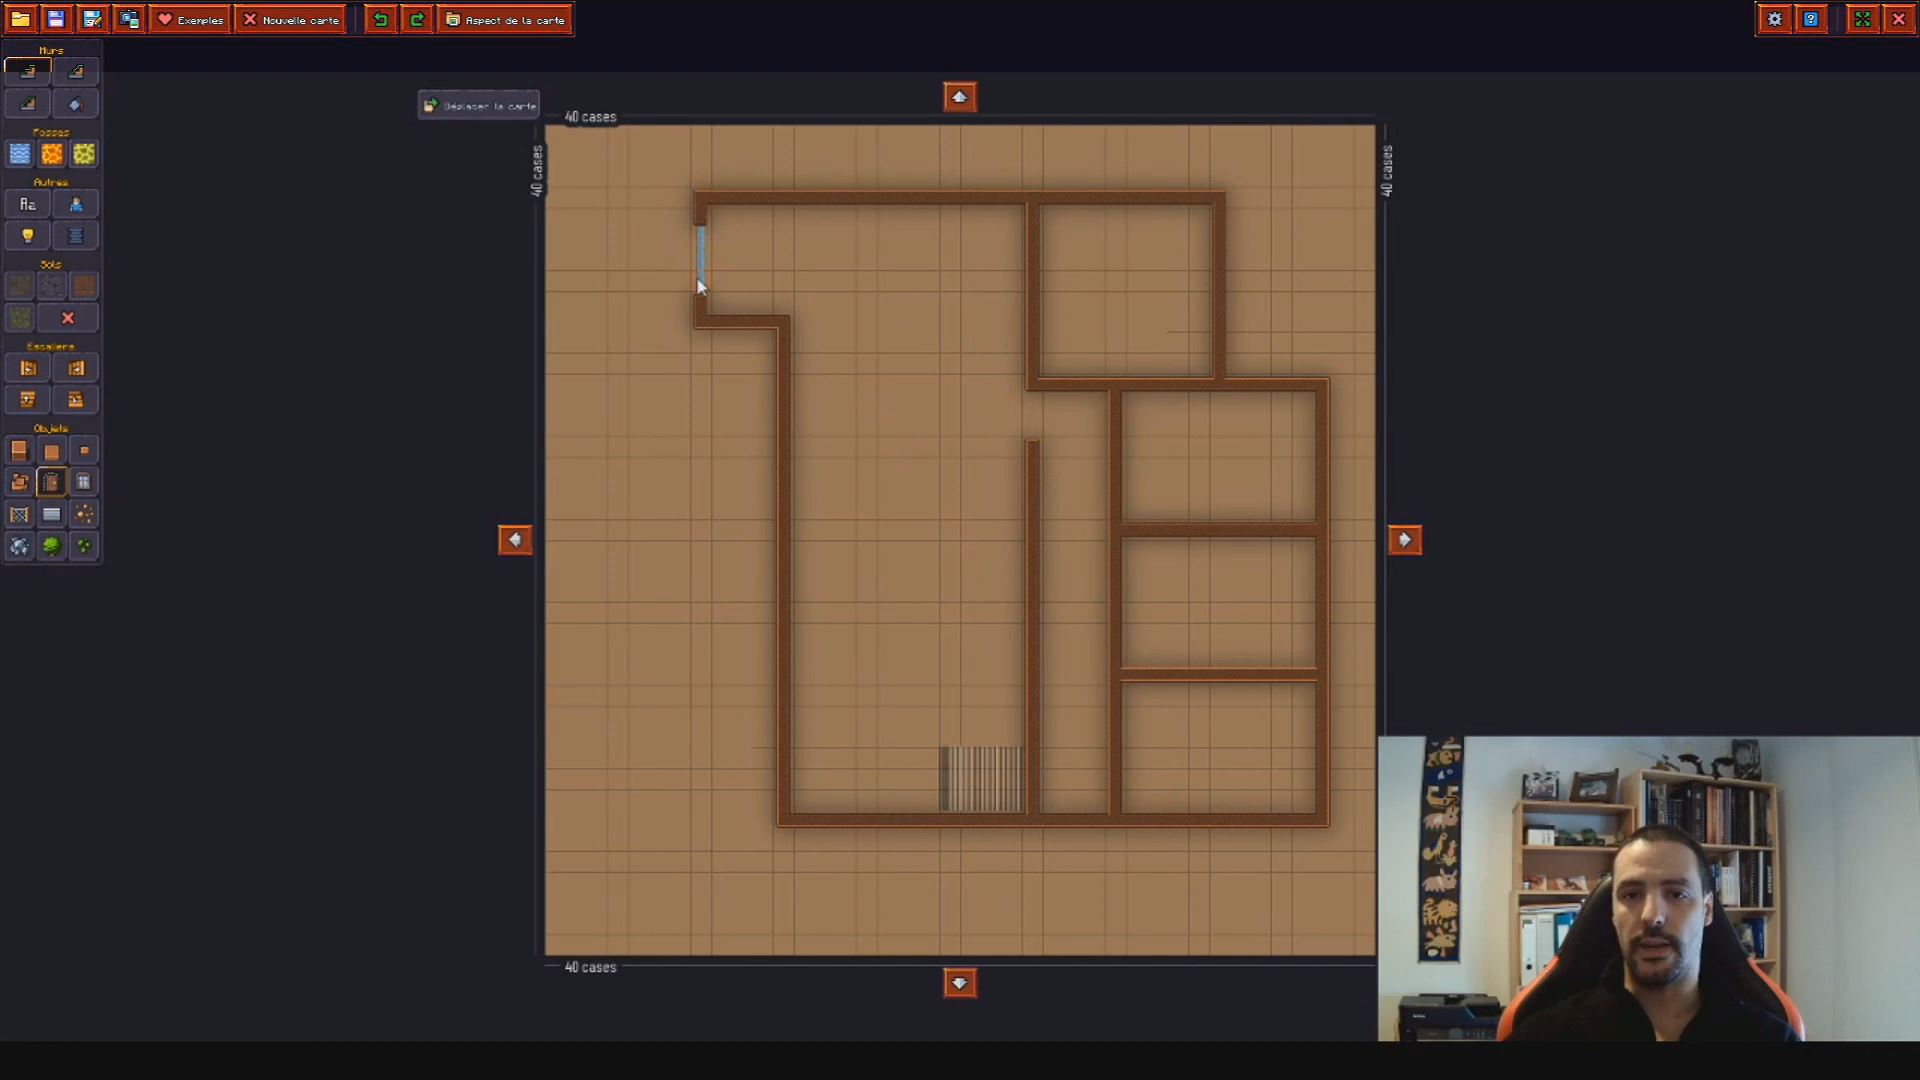 Exemples
Nouvelle carte
Aspect de la carte
Murs
Fosses
Autres
Aa
Sols
Escaliers
Objets
Déplacer la carte
40 cases
40 cases
40 cases
40 cases